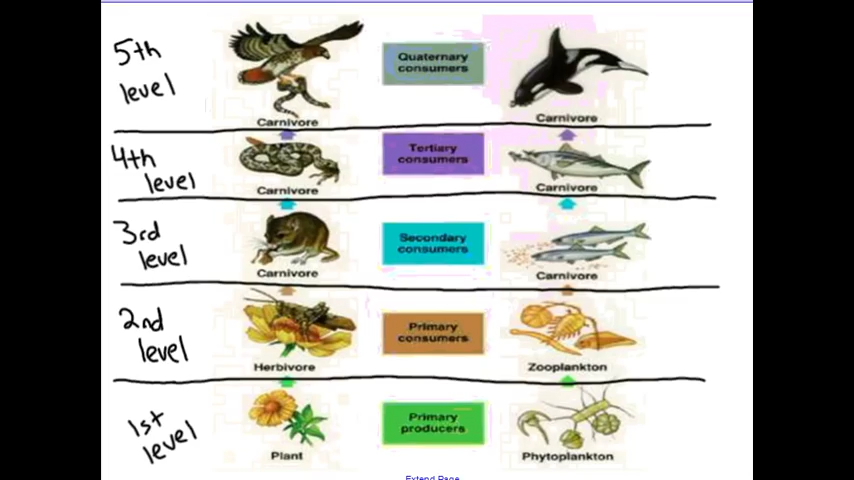 5th
level
Quaternary
consumers
Carnivore
Carnivore
4th
level
Tertiary
consumers
Carnivore
Carnivore
3rd
level
Secondary
consumers
Carnivore
Carnivore
2nd
level
Primary
consumers
Herbivore
Zooplankton
1st
level
Primary
producers
Plant
Phytoplankton
Extend Page